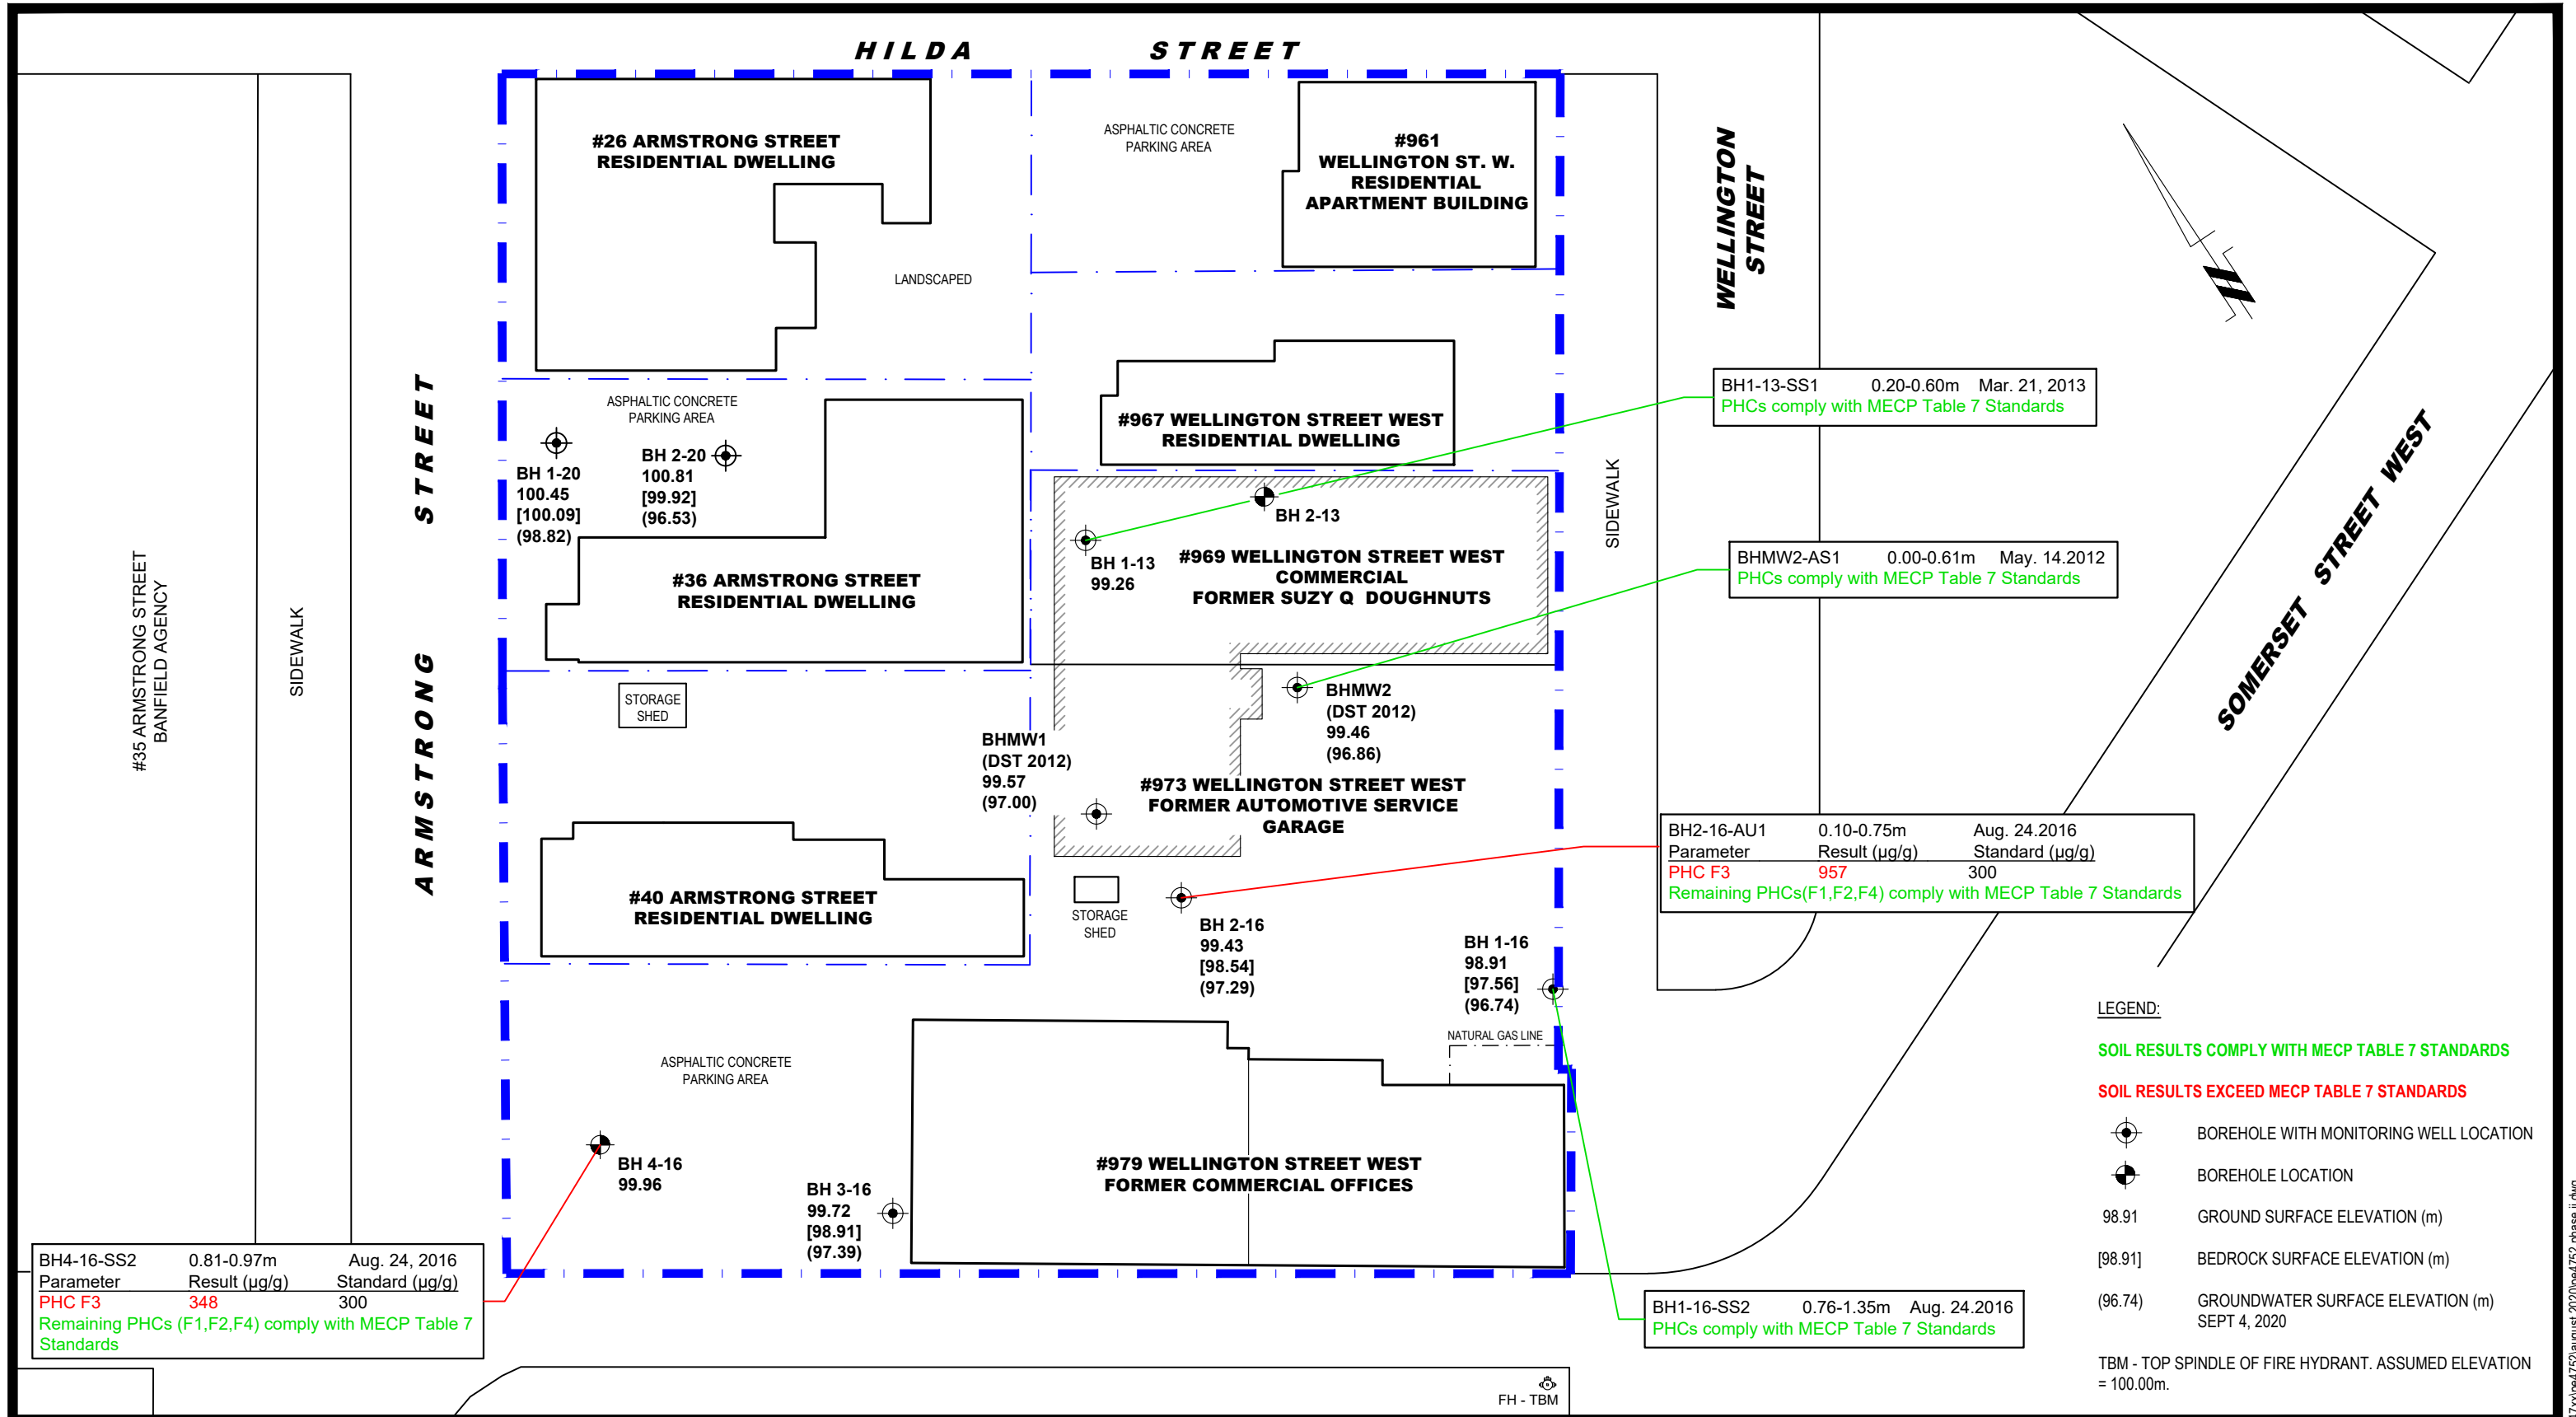 HILDA STREET
#26 ARMSTRONG STREET
RESIDENTIAL DWELLING
ASPHALTIC CONCRETE
PARKING AREA
#961
WELLINGTON ST. W.
RESIDENTIAL
APARTMENT BUILDING
WELLINGTON
STREET
LANDSCAPED
ASPHALTIC CONCRETE
PARKING AREA
BH 1-20
100.45
[100.09]
(98.82)
BH 2-20
100.81
[99.92]
(96.53)
#36 ARMSTRONG STREET
RESIDENTIAL DWELLING
#967 WELLINGTON STREET WEST
RESIDENTIAL DWELLING
BH 2-13
BH 1-13
99.26
#969 WELLINGTON STREET WEST
COMMERCIAL
FORMER SUZY Q DOUGHNUTS
SIDEWALK
BH1-13-SS1 0.20-0.60m Mar. 21, 2013
PHCs comply with MECP Table 7 Standards
BHMW2-AS1 0.00-0.61m May. 14.2012
PHCs comply with MECP Table 7 Standards
SOMERSET STREET WEST
#35 ARMSTRONG STREET
BANFIELD AGENCY
SIDEWALK
ARMSTRONG STREET
STORAGE
SHED
BHMW1
(DST 2012)
99.57
(97.00)
BHMW2
(DST 2012)
99.46
(96.86)
#973 WELLINGTON STREET WEST
FORMER AUTOMOTIVE SERVICE
GARAGE
#40 ARMSTRONG STREET
RESIDENTIAL DWELLING
STORAGE
SHED
BH 2-16
99.43
[98.54]
(97.29)
BH 1-16
98.91
[97.56]
(96.74)
NATURAL GAS LINE
BH2-16-AU1 0.10-0.75m Aug. 24.2016
Parameter Result (µg/g) Standard (µg/g)
PHC F3 957 300
Remaining PHCs(F1,F2,F4) comply with MECP Table 7 Standards
ASPHALTIC CONCRETE
PARKING AREA
BH 4-16
99.96
BH 3-16
99.72
[98.91]
(97.39)
#979 WELLINGTON STREET WEST
FORMER COMMERCIAL OFFICES
BH4-16-SS2 0.81-0.97m Aug. 24, 2016
Parameter Result (µg/g) Standard (µg/g)
PHC F3 348 300
Remaining PHCs (F1,F2,F4) comply with MECP Table 7
Standards
BH1-16-SS2 0.76-1.35m Aug. 24.2016
PHCs comply with MECP Table 7 Standards
FH - TBM
LEGEND:
SOIL RESULTS COMPLY WITH MECP TABLE 7 STANDARDS
SOIL RESULTS EXCEED MECP TABLE 7 STANDARDS
BOREHOLE WITH MONITORING WELL LOCATION
BOREHOLE LOCATION
98.91 GROUND SURFACE ELEVATION (m)
[98.91] BEDROCK SURFACE ELEVATION (m)
(96.74) GROUNDWATER SURFACE ELEVATION (m)
SEPT 4, 2020
TBM - TOP SPINDLE OF FIRE HYDRANT. ASSUMED ELEVATION
= 100.00m.